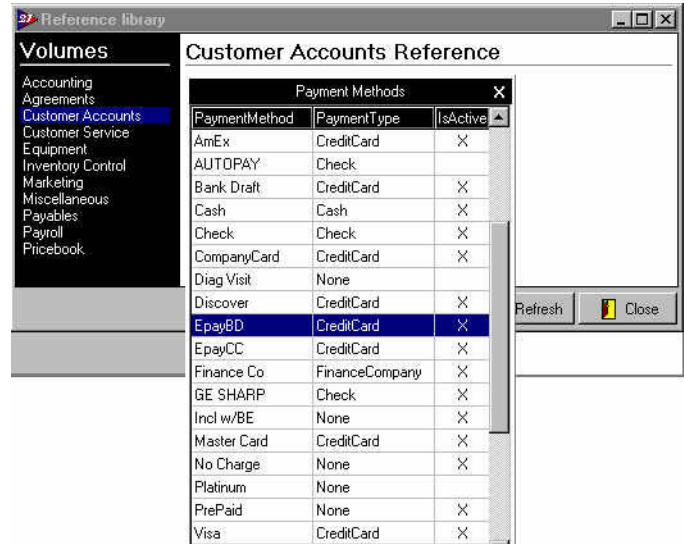 Reference library
Volumes
Customer Accounts Reference
Accounting
Agreements
Customer Accounts
Customer Service
Equipment
Inventory Control
Marketing
Miscellaneous
Payables
Payroll
Pricebook
Payment Methods X
PaymentMethod PaymentType IsActive
AmEx CreditCard X
AUTOPAY Check
Bank Draft CreditCard X
Cash Cash X
Check Check X
CompanyCard CreditCard X
Diag Visit None
Discover CreditCard X
EpayBD CreditCard X
EpayCC CreditCard X
Finance Co FinanceCompany X
GE SHARP Check X
Incl w/BE None X
Master Card CreditCard X
No Charge None X
Platinum None
PrePaid None X
Visa CreditCard X
Refresh Close